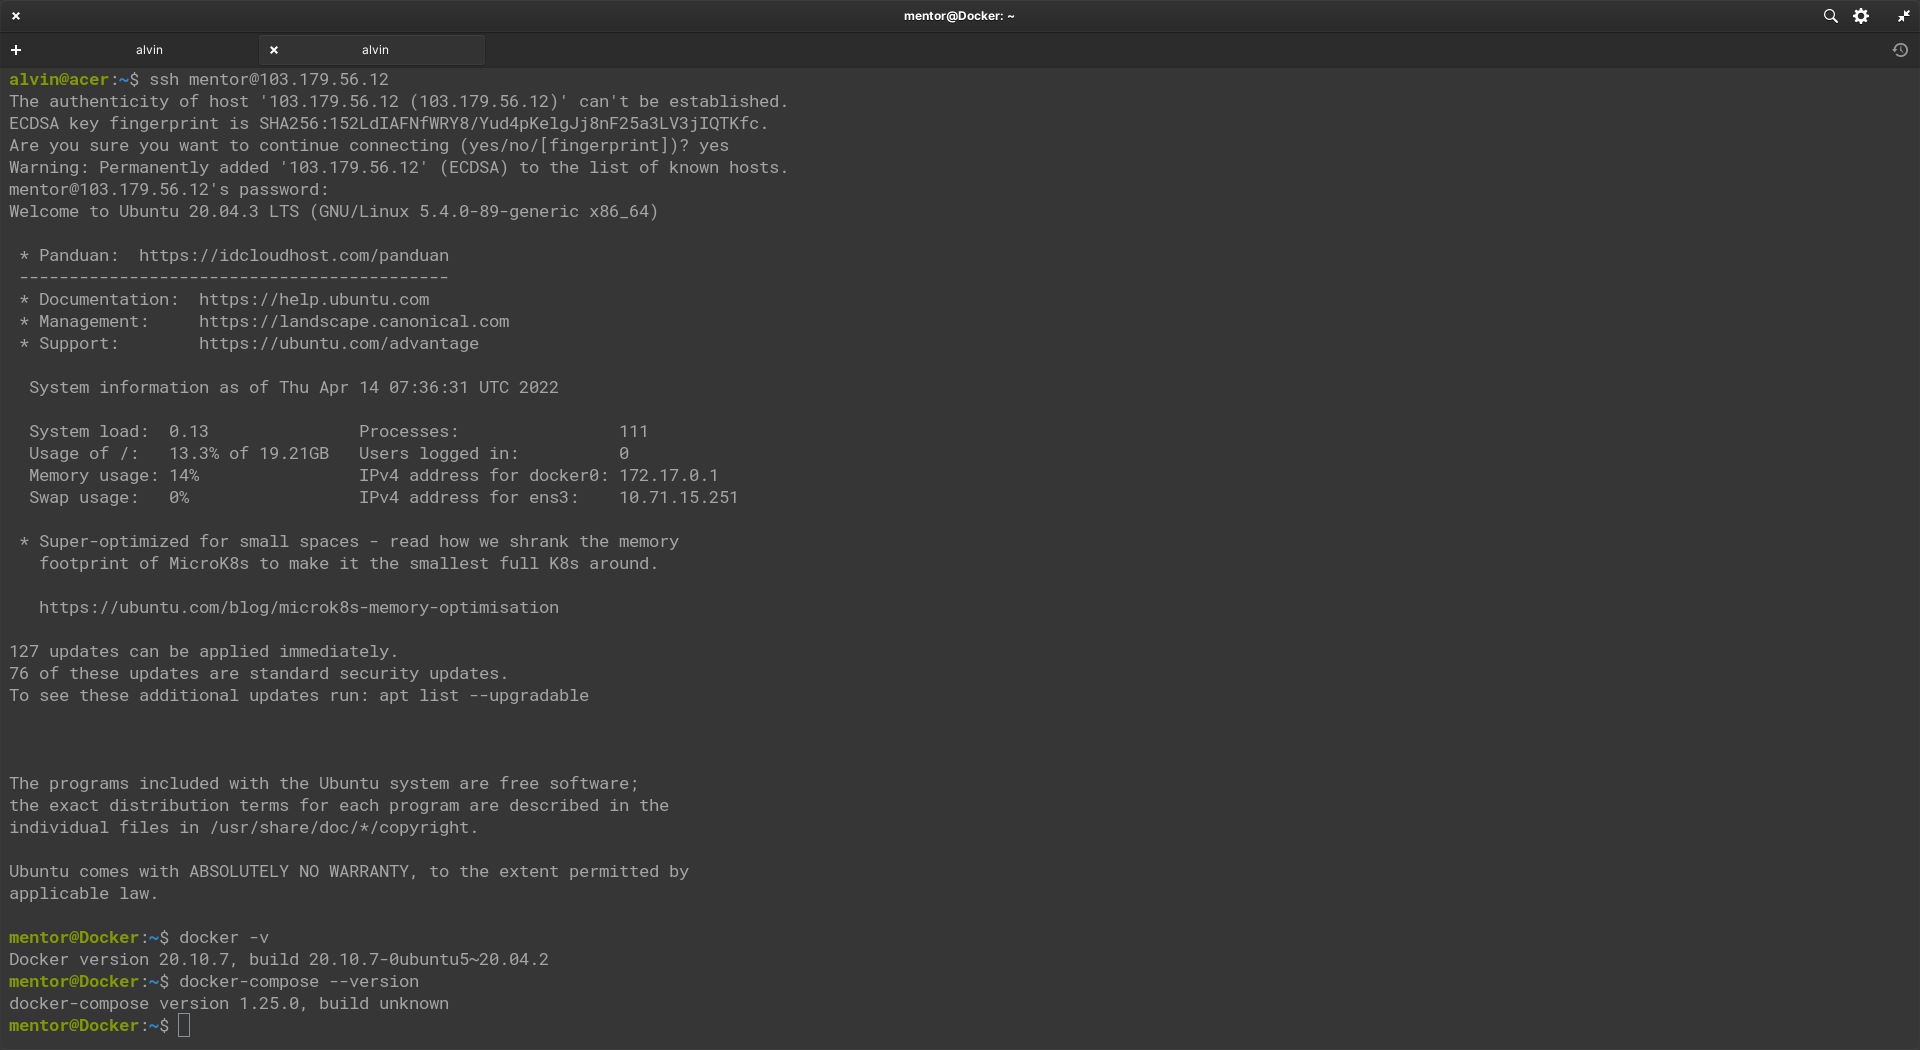 mentor@Docker: ~
alvin
alvin
alvin@acer:~$ ssh mentor@103.179.56.12
The authenticity of host '103.179.56.12 (103.179.56.12)' can't be established.
ECDSA key fingerprint is SHA256:152LdIAFNfWRY8/Yud4pKelgJj8nF25a3LV3jIQTKfc.
Are you sure you want to continue connecting (yes/no/[fingerprint])? yes
Warning: Permanently added '103.179.56.12' (ECDSA) to the list of known hosts.
mentor@103.179.56.12's password:
Welcome to Ubuntu 20.04.3 LTS (GNU/Linux 5.4.0-89-generic x86_64)
* Panduan:  https://idcloudhost.com/panduan
-------------------------------------------
* Documentation:  https://help.ubuntu.com
* Management:     https://landscape.canonical.com
* Support:        https://ubuntu.com/advantage
System information as of Thu Apr 14 07:36:31 UTC 2022
System load:  0.13               Processes:                111
Usage of /:   13.3% of 19.21GB   Users logged in:          0
Memory usage: 14%                IPv4 address for docker0: 172.17.0.1
Swap usage:   0%                 IPv4 address for ens3:    10.71.15.251
* Super-optimized for small spaces - read how we shrank the memory
footprint of MicroK8s to make it the smallest full K8s around.
https://ubuntu.com/blog/microk8s-memory-optimisation
127 updates can be applied immediately.
76 of these updates are standard security updates.
To see these additional updates run: apt list --upgradable
The programs included with the Ubuntu system are free software;
the exact distribution terms for each program are described in the
individual files in /usr/share/doc/*/copyright.
Ubuntu comes with ABSOLUTELY NO WARRANTY, to the extent permitted by
applicable law.
mentor@Docker:~$ docker -v
Docker version 20.10.7, build 20.10.7-0ubuntu5~20.04.2
mentor@Docker:~$ docker-compose --version
docker-compose version 1.25.0, build unknown
mentor@Docker:~$